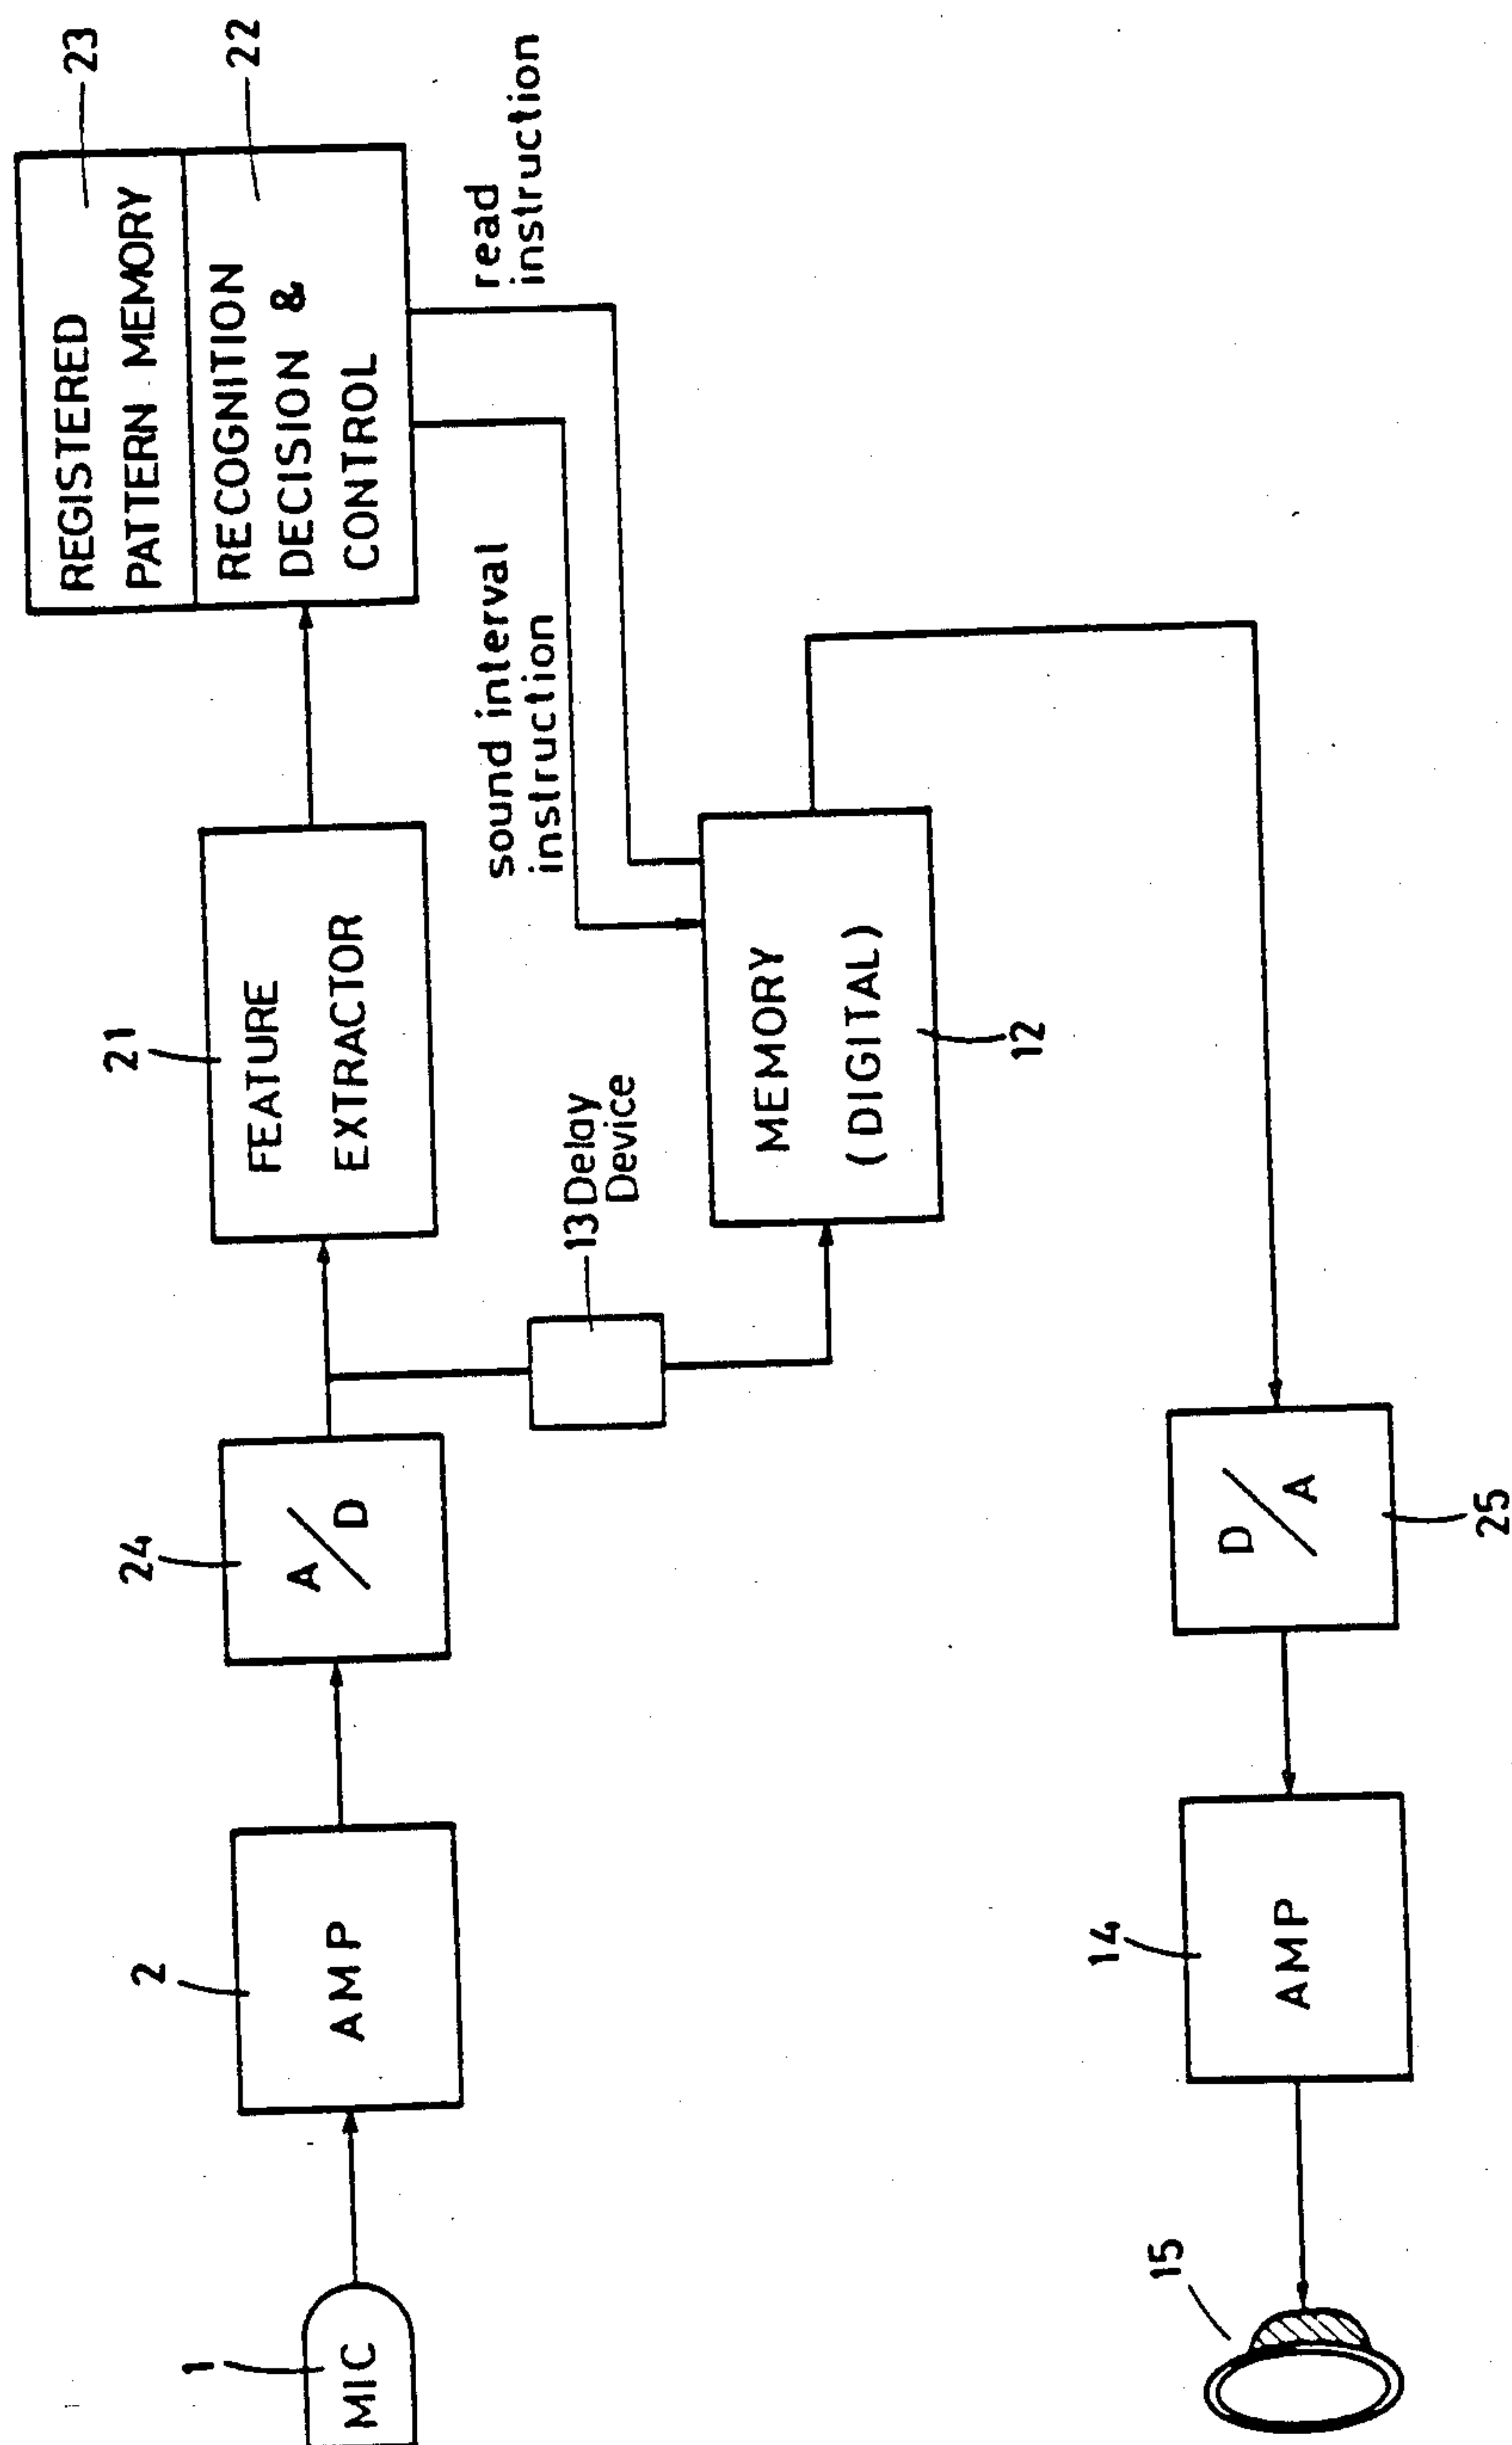 1
MIC
2
AMP
24
A/D
21
FEATURE
EXTRACTOR
23
REGISTERED
PATTERN MEMORY
22
RECOGNITION
DECISION &
CONTROL
sound interval
instruction
read
instruction
13 Delay
Device
MEMORY
(DIGITAL)
12
15
14
AMP
D/A
25